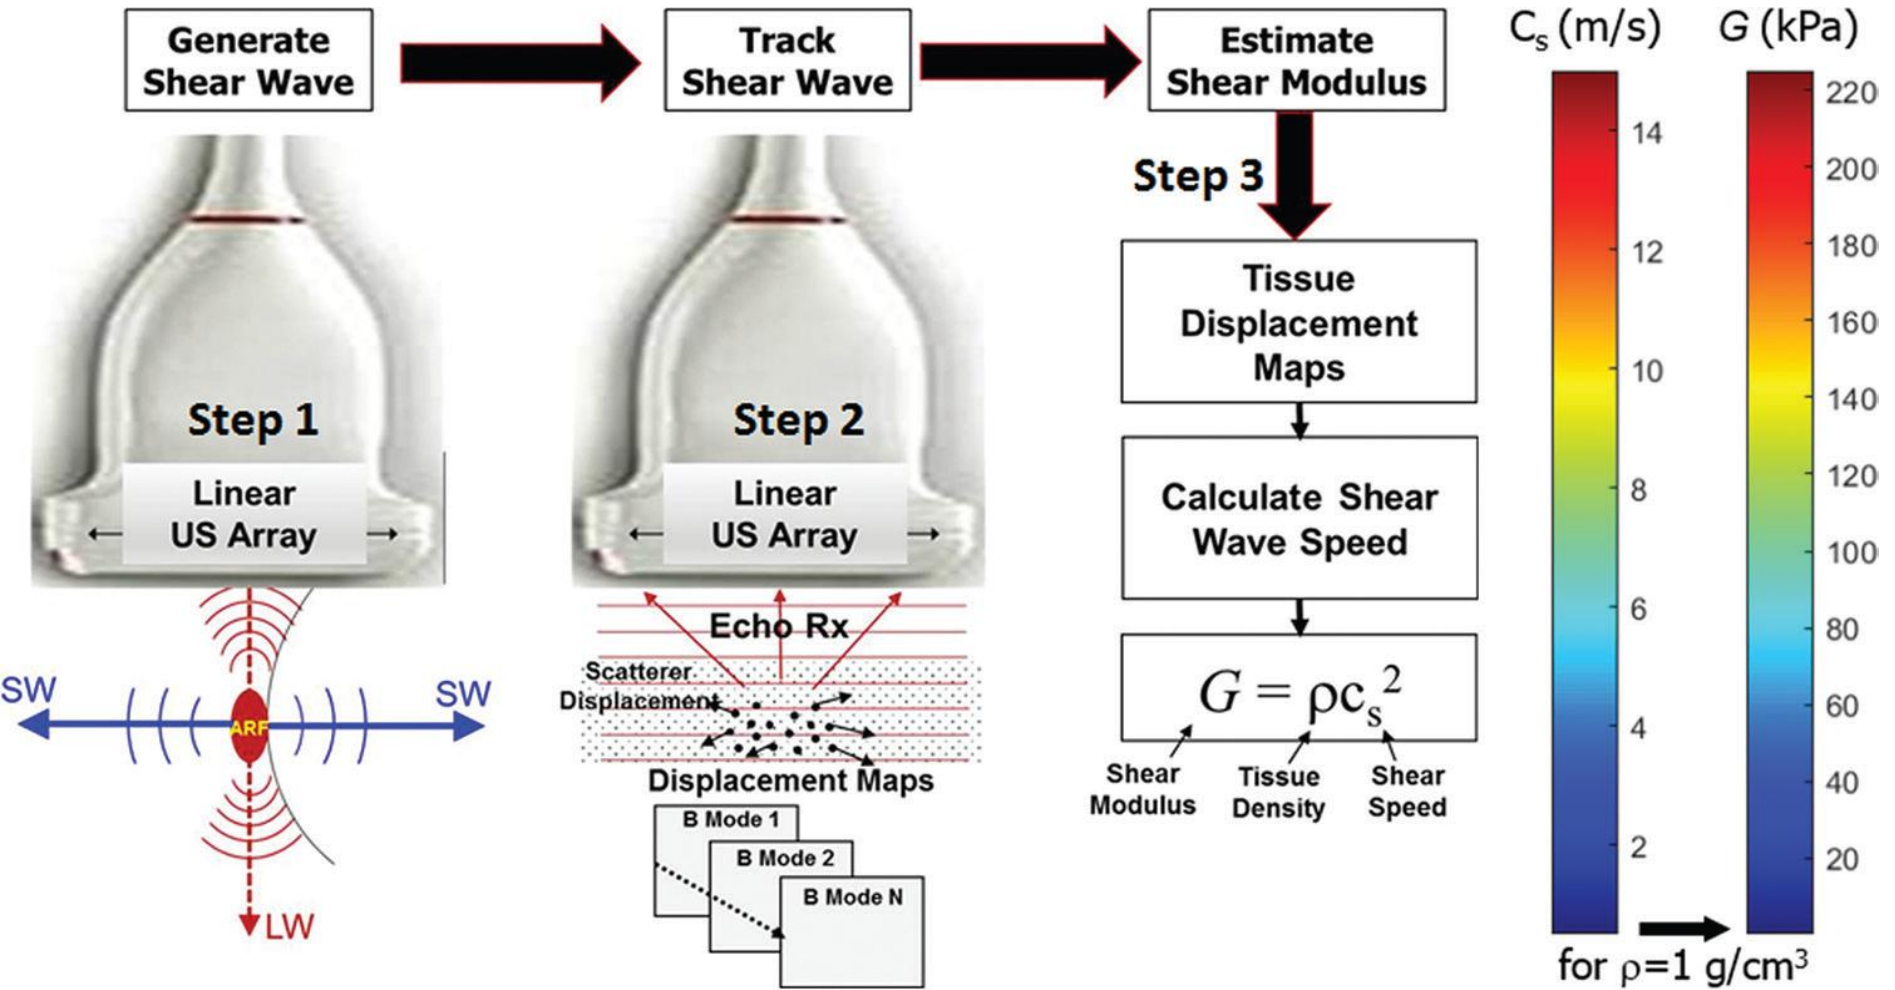 Generate
Shear Wave
Track
Shear Wave
Estimate
Shear Modulus
Step 1
Linear
US Array
SW
ARF
SW
LW
Step 2
Linear
US Array
Echo Rx
Scatterer
Displacement
Displacement Maps
B Mode 1
B Mode 2
B Mode N
Step 3
Tissue
Displacement
Maps
Calculate Shear
Wave Speed
G = ρcₛ²
Shear
Modulus
Tissue
Density
Shear
Speed
Cₛ (m/s)
14
12
10
8
6
4
2
G (kPa)
220
200
180
160
140
120
100
80
60
40
20
for ρ=1 g/cm³